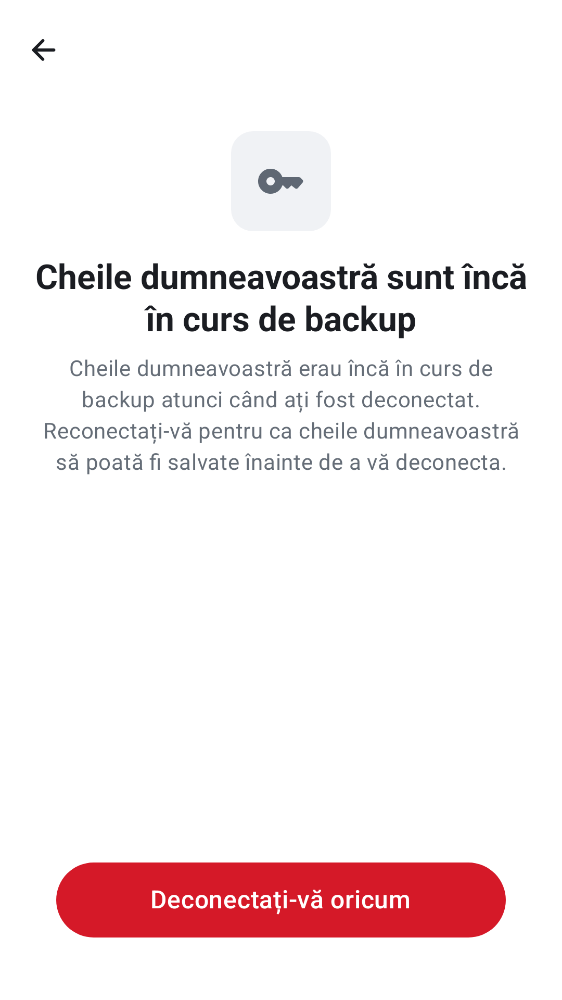 Cheile dumneavoastră sunt încă
în curs de backup
Cheile dumneavoastră erau încă în curs de
backup atunci când ați fost deconectat.
Reconectați-vă pentru ca cheile dumneavoastră
să poată fi salvate înainte de a vă deconecta.
Deconectați-vă oricum